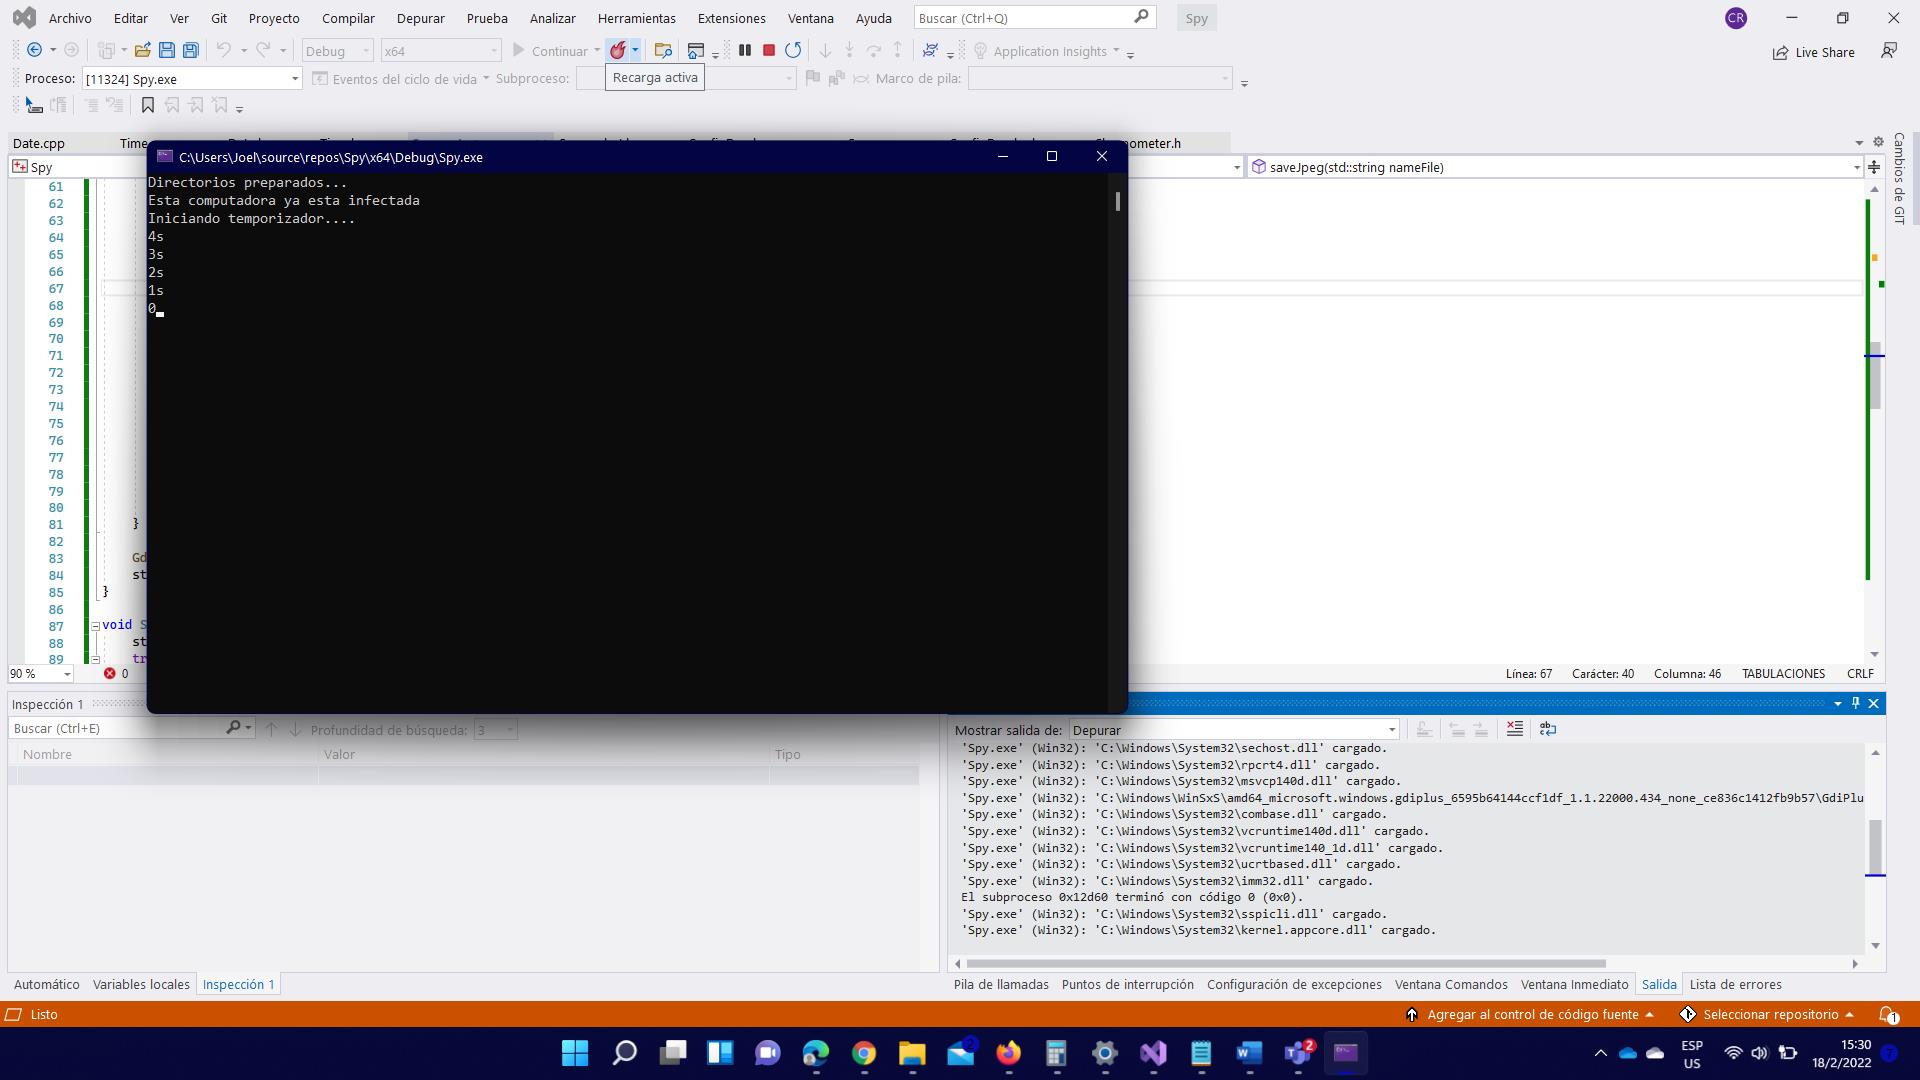 Archivo Editar Ver Git Proyecto Compilar Depurar Prueba Analizar Herramientas Extensiones Ventana Ayuda Buscar (Ctrl+Q) Spy CR
Debug x64 Continuar Application Insights Live Share
Proceso: [11324] Spy.exe Eventos del ciclo de vida Subproceso: Marco de pila:
Recarga activa
Date.cpp Time
ometer.h
Spy
saveJpeg(std::string nameFile)
Cambios de GIT
C:\Users\Joel\source\repos\Spy\x64\Debug\Spy.exe
Directorios preparados...
Esta computadora ya esta infectada
Iniciando temporizador....
4s
3s
2s
1s
0
61
62
63
64
65
66
67
68
69
70
71
72
73
74
75
76
77
78
79
80
81 }
82
83 Gd
84 st
85 }
86
87 void S
88 st
89 tr
90 % 0
Línea: 67 Carácter: 40 Columna: 46 TABULACIONES CRLF
Inspección 1
Buscar (Ctrl+E) Profundidad de búsqueda: 3
Nombre Valor Tipo
Automático Variables locales Inspección 1
Mostrar salida de: Depurar
'Spy.exe' (Win32): 'C:\Windows\System32\sechost.dll' cargado.
'Spy.exe' (Win32): 'C:\Windows\System32\rpcrt4.dll' cargado.
'Spy.exe' (Win32): 'C:\Windows\System32\msvcp140d.dll' cargado.
'Spy.exe' (Win32): 'C:\Windows\WinSxS\amd64_microsoft.windows.gdiplus_6595b64144ccf1df_1.1.22000.434_none_ce836c1412fb9b57\GdiPlu
'Spy.exe' (Win32): 'C:\Windows\System32\combase.dll' cargado.
'Spy.exe' (Win32): 'C:\Windows\System32\vcruntime140d.dll' cargado.
'Spy.exe' (Win32): 'C:\Windows\System32\vcruntime140_1d.dll' cargado.
'Spy.exe' (Win32): 'C:\Windows\System32\ucrtbased.dll' cargado.
'Spy.exe' (Win32): 'C:\Windows\System32\imm32.dll' cargado.
El subproceso 0x12d60 terminó con código 0 (0x0).
'Spy.exe' (Win32): 'C:\Windows\System32\sspicli.dll' cargado.
'Spy.exe' (Win32): 'C:\Windows\System32\kernel.appcore.dll' cargado.
Pila de llamadas Puntos de interrupción Configuración de excepciones Ventana Comandos Ventana Inmediato Salida Lista de errores
Listo
Agregar al control de código fuente Seleccionar repositorio 1
2 2
ESP
US
15:30
18/2/2022
7